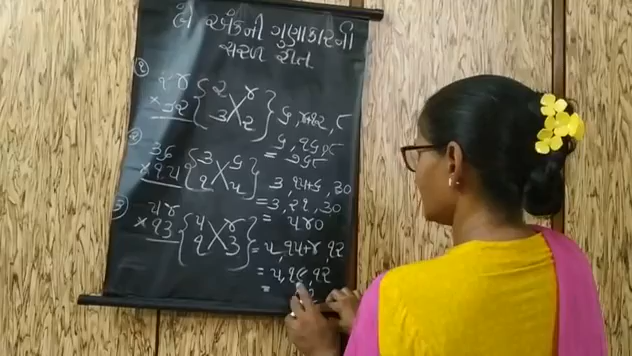 બે અંકની ગુણાકારની
સરળ રીત
૧ ૨૪ { ૨ ૪ } ૬, ૪+૧૨, ૮
×૩૨ { ૩ ૨ } ૬, ૧૬, ૮
= ૭૬૮
૨ ૩૬ { ૩ ૬ } ૩, ૧૫+૬, ૩૦
×૧૫ { ૧ ૫ } = ૩, ૨૧, ૩૦
= ૫૪૦
૩ ૫૪ { ૫ ૪ } = ૫, ૧૫+૪, ૧૨
×૧૩ { ૧ ૩ } = ૫, ૧૯, ૧૨
=